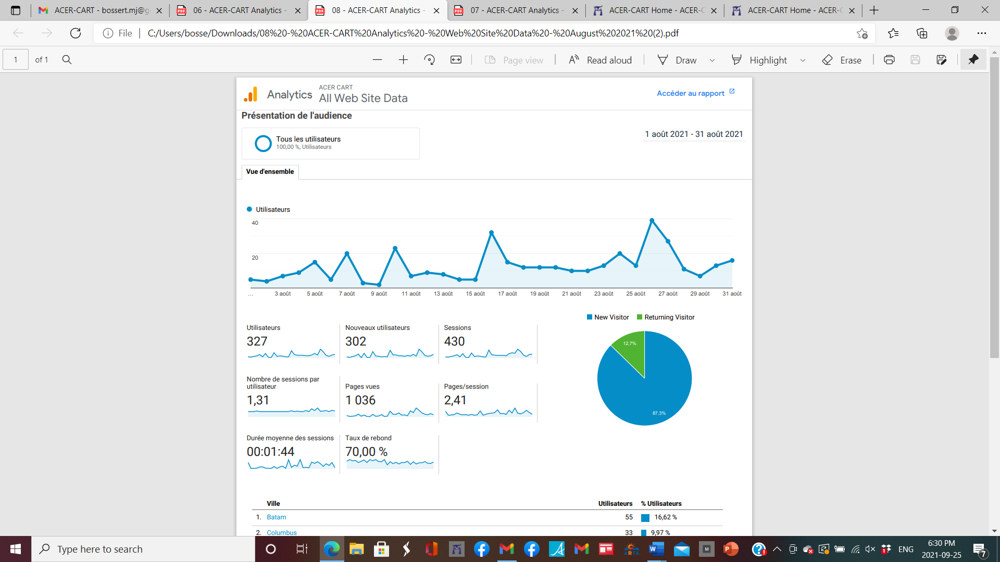 ACER-CART - bossert.mj@g
06 - ACER-CART Analytics -
08 - ACER-CART Analytics -
07 - ACER-CART Analytics -
ACER-CART Home - ACER-C
ACER-CART Home - ACER-C
File
C:/Users/bosse/Downloads/08%20-%20ACER-CART%20Analytics%20-%20Web%20Site%20Data%20-%20August%202021%20(2).pdf
1 of 1
Page view
Read aloud
Draw
Highlight
Erase
Analytics
ACER CART
All Web Site Data
Accéder au rapport
Présentation de l'audience
Tous les utilisateurs
100,00 %, Utilisateurs
1 août 2021 - 31 août 2021
Vue d'ensemble
Utilisateurs
40
20
... 3 août 5 août 7 août 9 août 11 août 13 août 15 août 17 août 19 août 21 août 23 août 25 août 27 août 29 août 31 août
New Visitor Returning Visitor
12,7%
87,3%
Utilisateurs
327
Nouveaux utilisateurs
302
Sessions
430
Nombre de sessions par
utilisateur
1,31
Pages vues
1 036
Pages/session
2,41
Durée moyenne des sessions
00:01:44
Taux de rebond
70,00 %
Ville Utilisateurs % Utilisateurs
1. Batam 55 16,62 %
2. Columbus 33 9,97 %
Type here to search
ENG
6:30 PM
2021-09-25
7